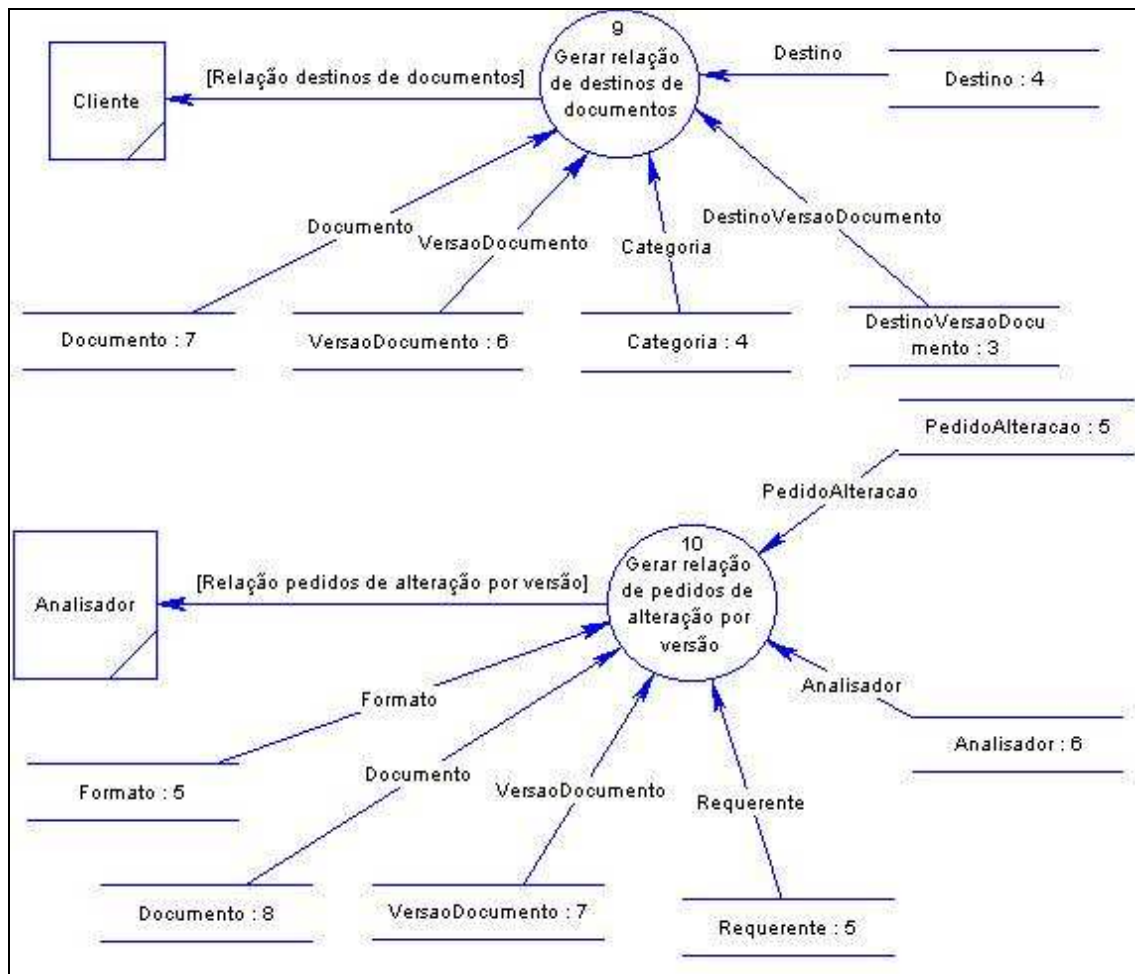 9
Gerar relação
de destinos de
documentos
Destino
Destino : 4
[Relação destinos de documentos]
Cliente
Documento
VersaoDocumento
Categoria
DestinoVersaoDocumento
Documento : 7
VersaoDocumento : 6
Categoria : 4
DestinoVersaoDocu
mento : 3
PedidoAlteracao : 5
PedidoAlteracao
10
Gerar relação
de pedidos de
alteração por
versão
[Relação pedidos de alteração por versão]
Analisador
Formato
Documento
VersaoDocumento
Requerente
Analisador
Analisador : 6
Formato : 5
Documento : 8
VersaoDocumento : 7
Requerente : 5